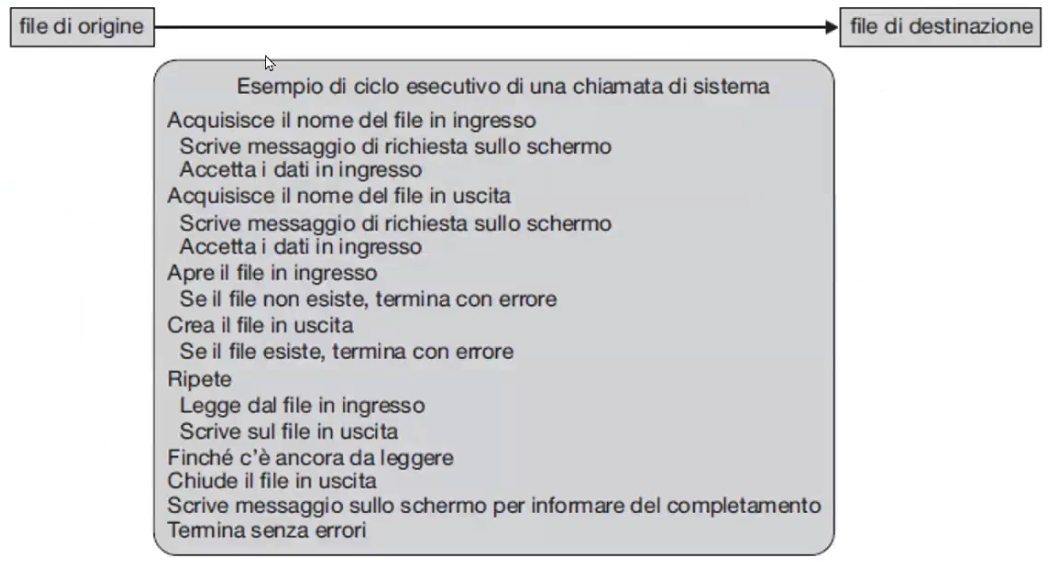 file di origine
file di destinazione
Esempio di ciclo esecutivo di una chiamata di sistema
Acquisisce il nome del file in ingresso
Scrive messaggio di richiesta sullo schermo
Accetta i dati in ingresso
Acquisisce il nome del file in uscita
Scrive messaggio di richiesta sullo schermo
Accetta i dati in ingresso
Apre il file in ingresso
Se il file non esiste, termina con errore
Crea il file in uscita
Se il file esiste, termina con errore
Ripete
Legge dal file in ingresso
Scrive sul file in uscita
Finché c'è ancora da leggere
Chiude il file in uscita
Scrive messaggio sullo schermo per informare del completamento
Termina senza errori